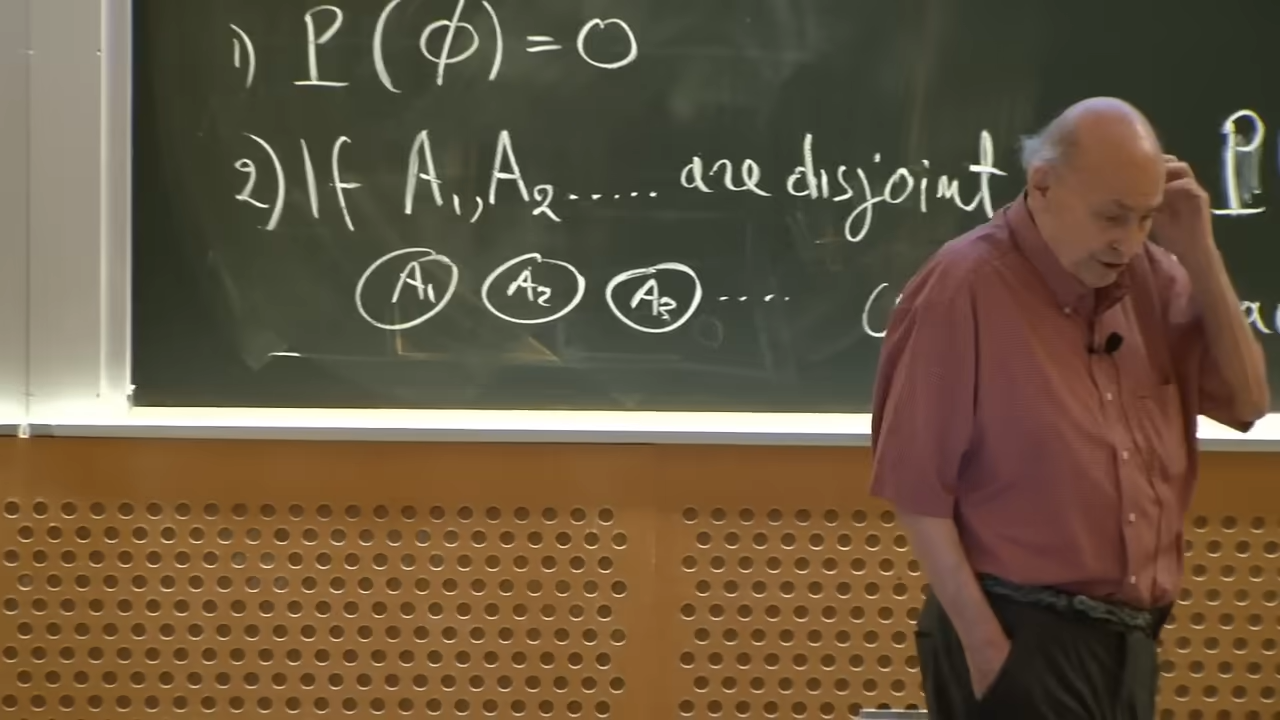 1) P(ϕ) = 0
2) If A₁, A₂ ..... are disjoint P
A₁ A₂ A₃ ....